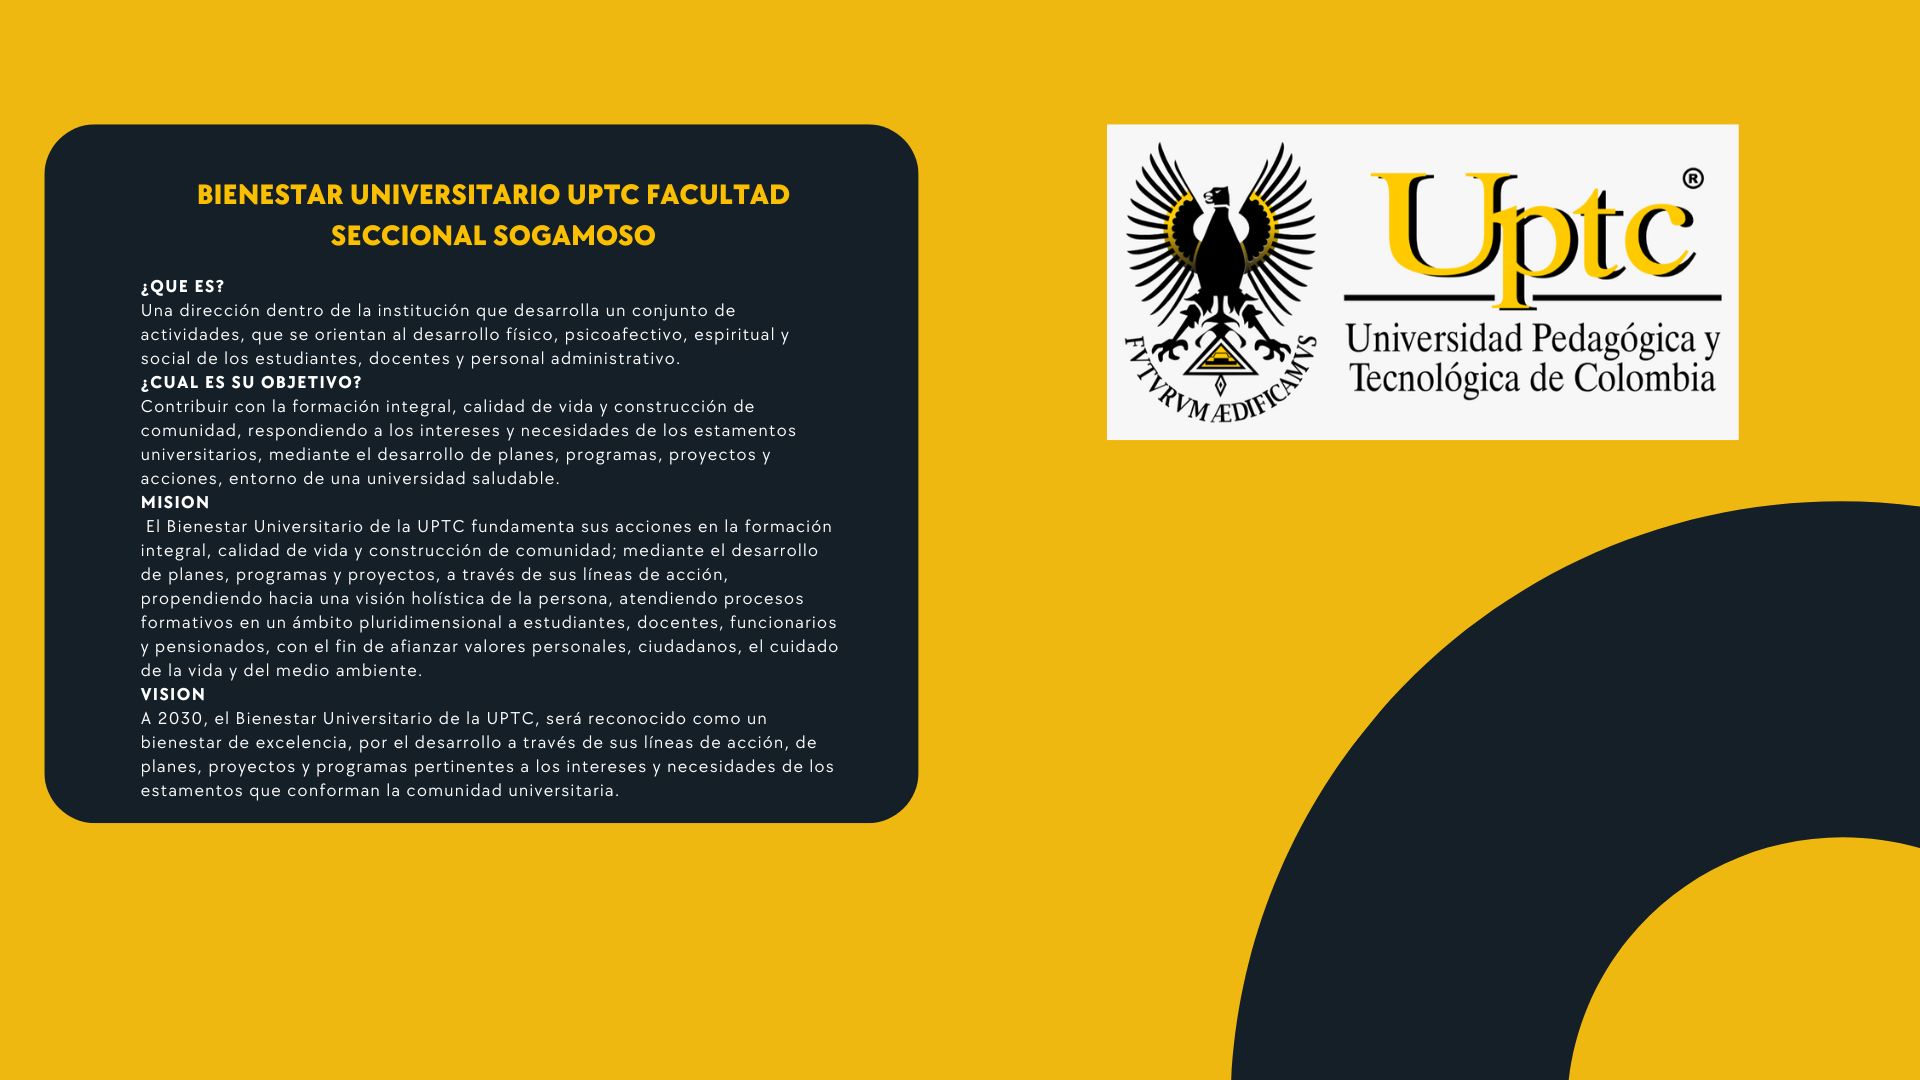 BIENESTAR UNIVERSITARIO UPTC FACULTAD
SECCIONAL SOGAMOSO
¿QUE ES?
Una dirección dentro de la institución que desarrolla un conjunto de
actividades, que se orientan al desarrollo físico, psicoafectivo, espiritual y
social de los estudiantes, docentes y personal administrativo.
¿CUAL ES SU OBJETIVO?
Contribuir con la formación integral, calidad de vida y construcción de
comunidad, respondiendo a los intereses y necesidades de los estamentos
universitarios, mediante el desarrollo de planes, programas, proyectos y
acciones, entorno de una universidad saludable.
MISION
El Bienestar Universitario de la UPTC fundamenta sus acciones en la formación
integral, calidad de vida y construcción de comunidad; mediante el desarrollo
de planes, programas y proyectos, a través de sus líneas de acción,
propendiendo hacia una visión holística de la persona, atendiendo procesos
formativos en un ámbito pluridimensional a estudiantes, docentes, funcionarios
y pensionados, con el fin de afianzar valores personales, ciudadanos, el cuidado
de la vida y del medio ambiente.
VISION
A 2030, el Bienestar Universitario de la UPTC, será reconocido como un
bienestar de excelencia, por el desarrollo a través de sus líneas de acción, de
planes, proyectos y programas pertinentes a los intereses y necesidades de los
estamentos que conforman la comunidad universitaria.
Uptc ®
Universidad Pedagógica y
Tecnológica de Colombia
FVTVRVM ÆDIFICAMVS